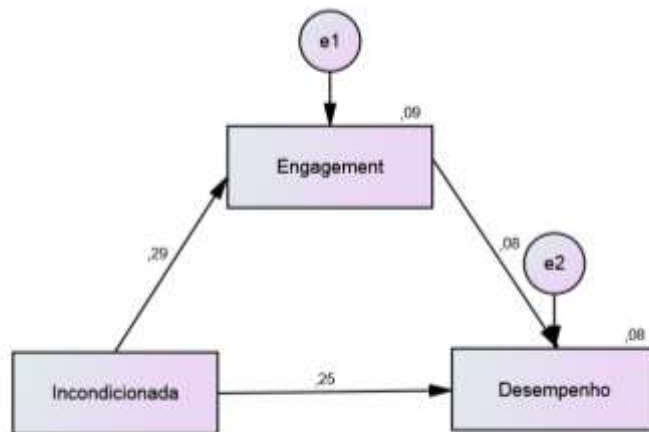 e1
,09
Engagement
,29
,08
e2
,08
Incondicionada
,25
Desempenho